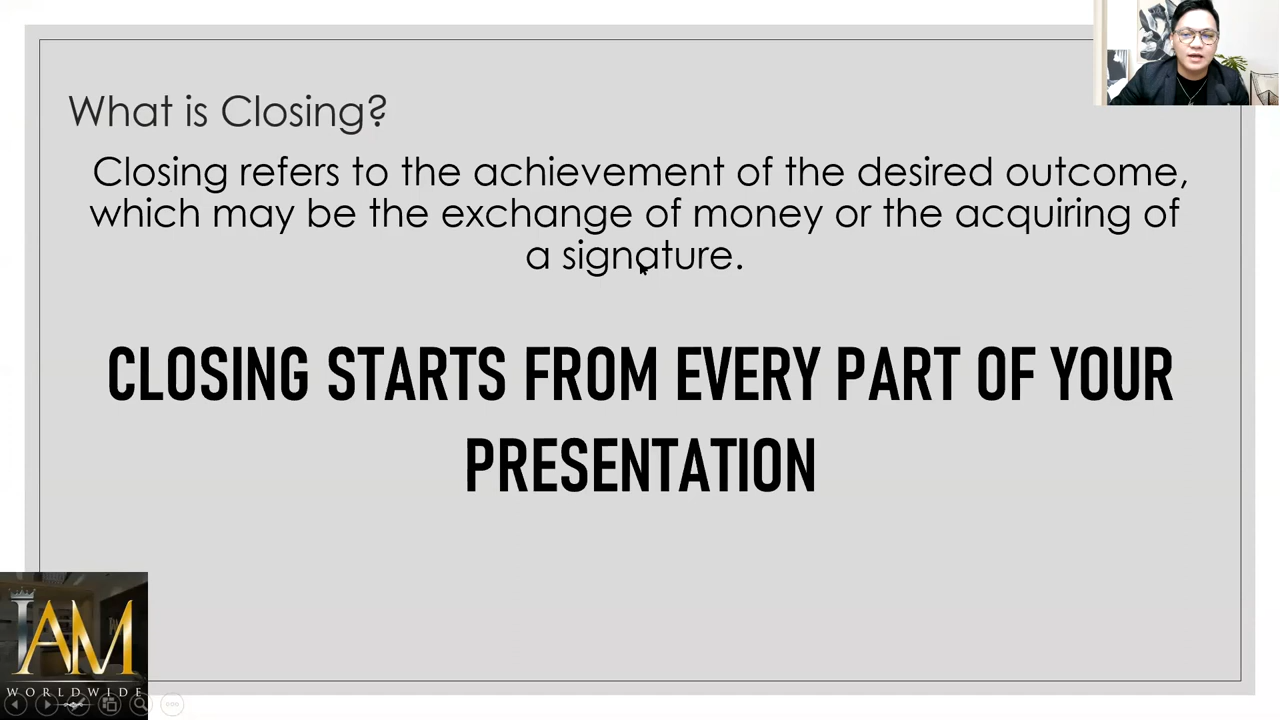 What is Closing?
Closing refers to the achievement of the desired outcome,
which may be the exchange of money or the acquiring of
a signature.
CLOSING STARTS FROM EVERY PART OF YOUR
PRESENTATION
IAM
WORLDWIDE